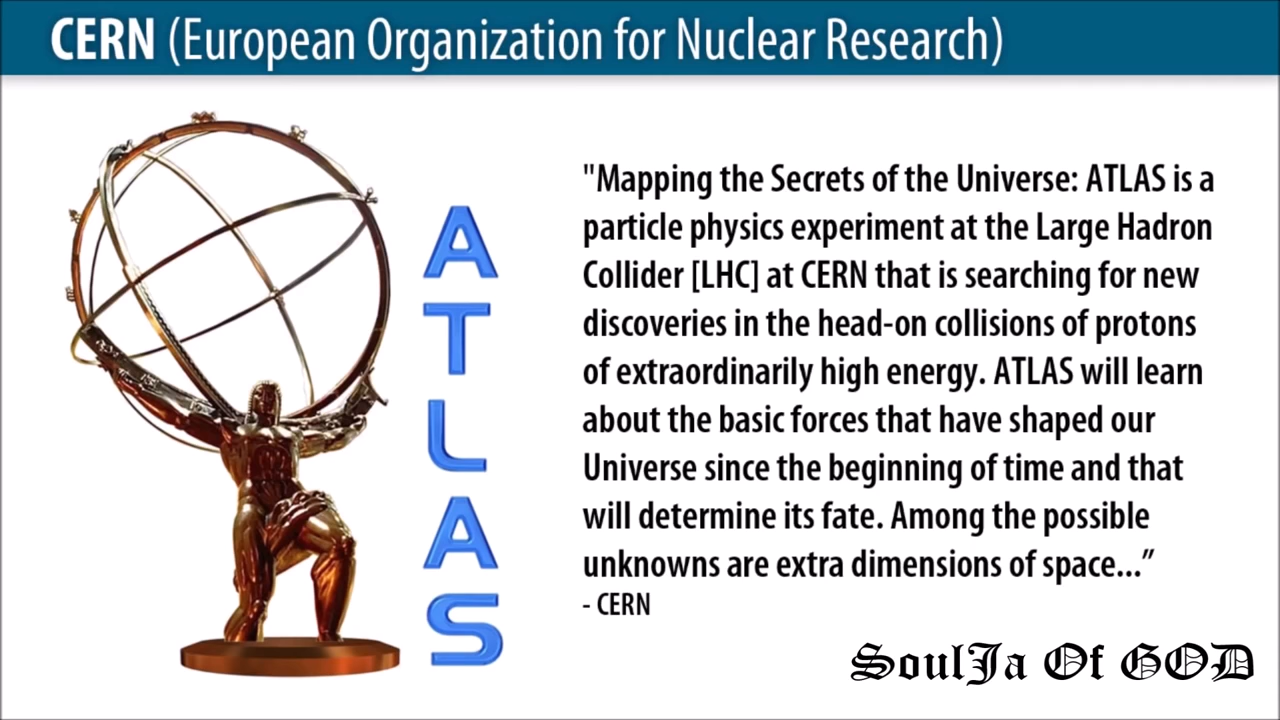 CERN (European Organization for Nuclear Research)
ATLAS
"Mapping the Secrets of the Universe: ATLAS is a
particle physics experiment at the Large Hadron
Collider [LHC] at CERN that is searching for new
discoveries in the head-on collisions of protons
of extraordinarily high energy. ATLAS will learn
about the basic forces that have shaped our
Universe since the beginning of time and that
will determine its fate. Among the possible
unknowns are extra dimensions of space...”
- CERN
SoulJa Of GOD